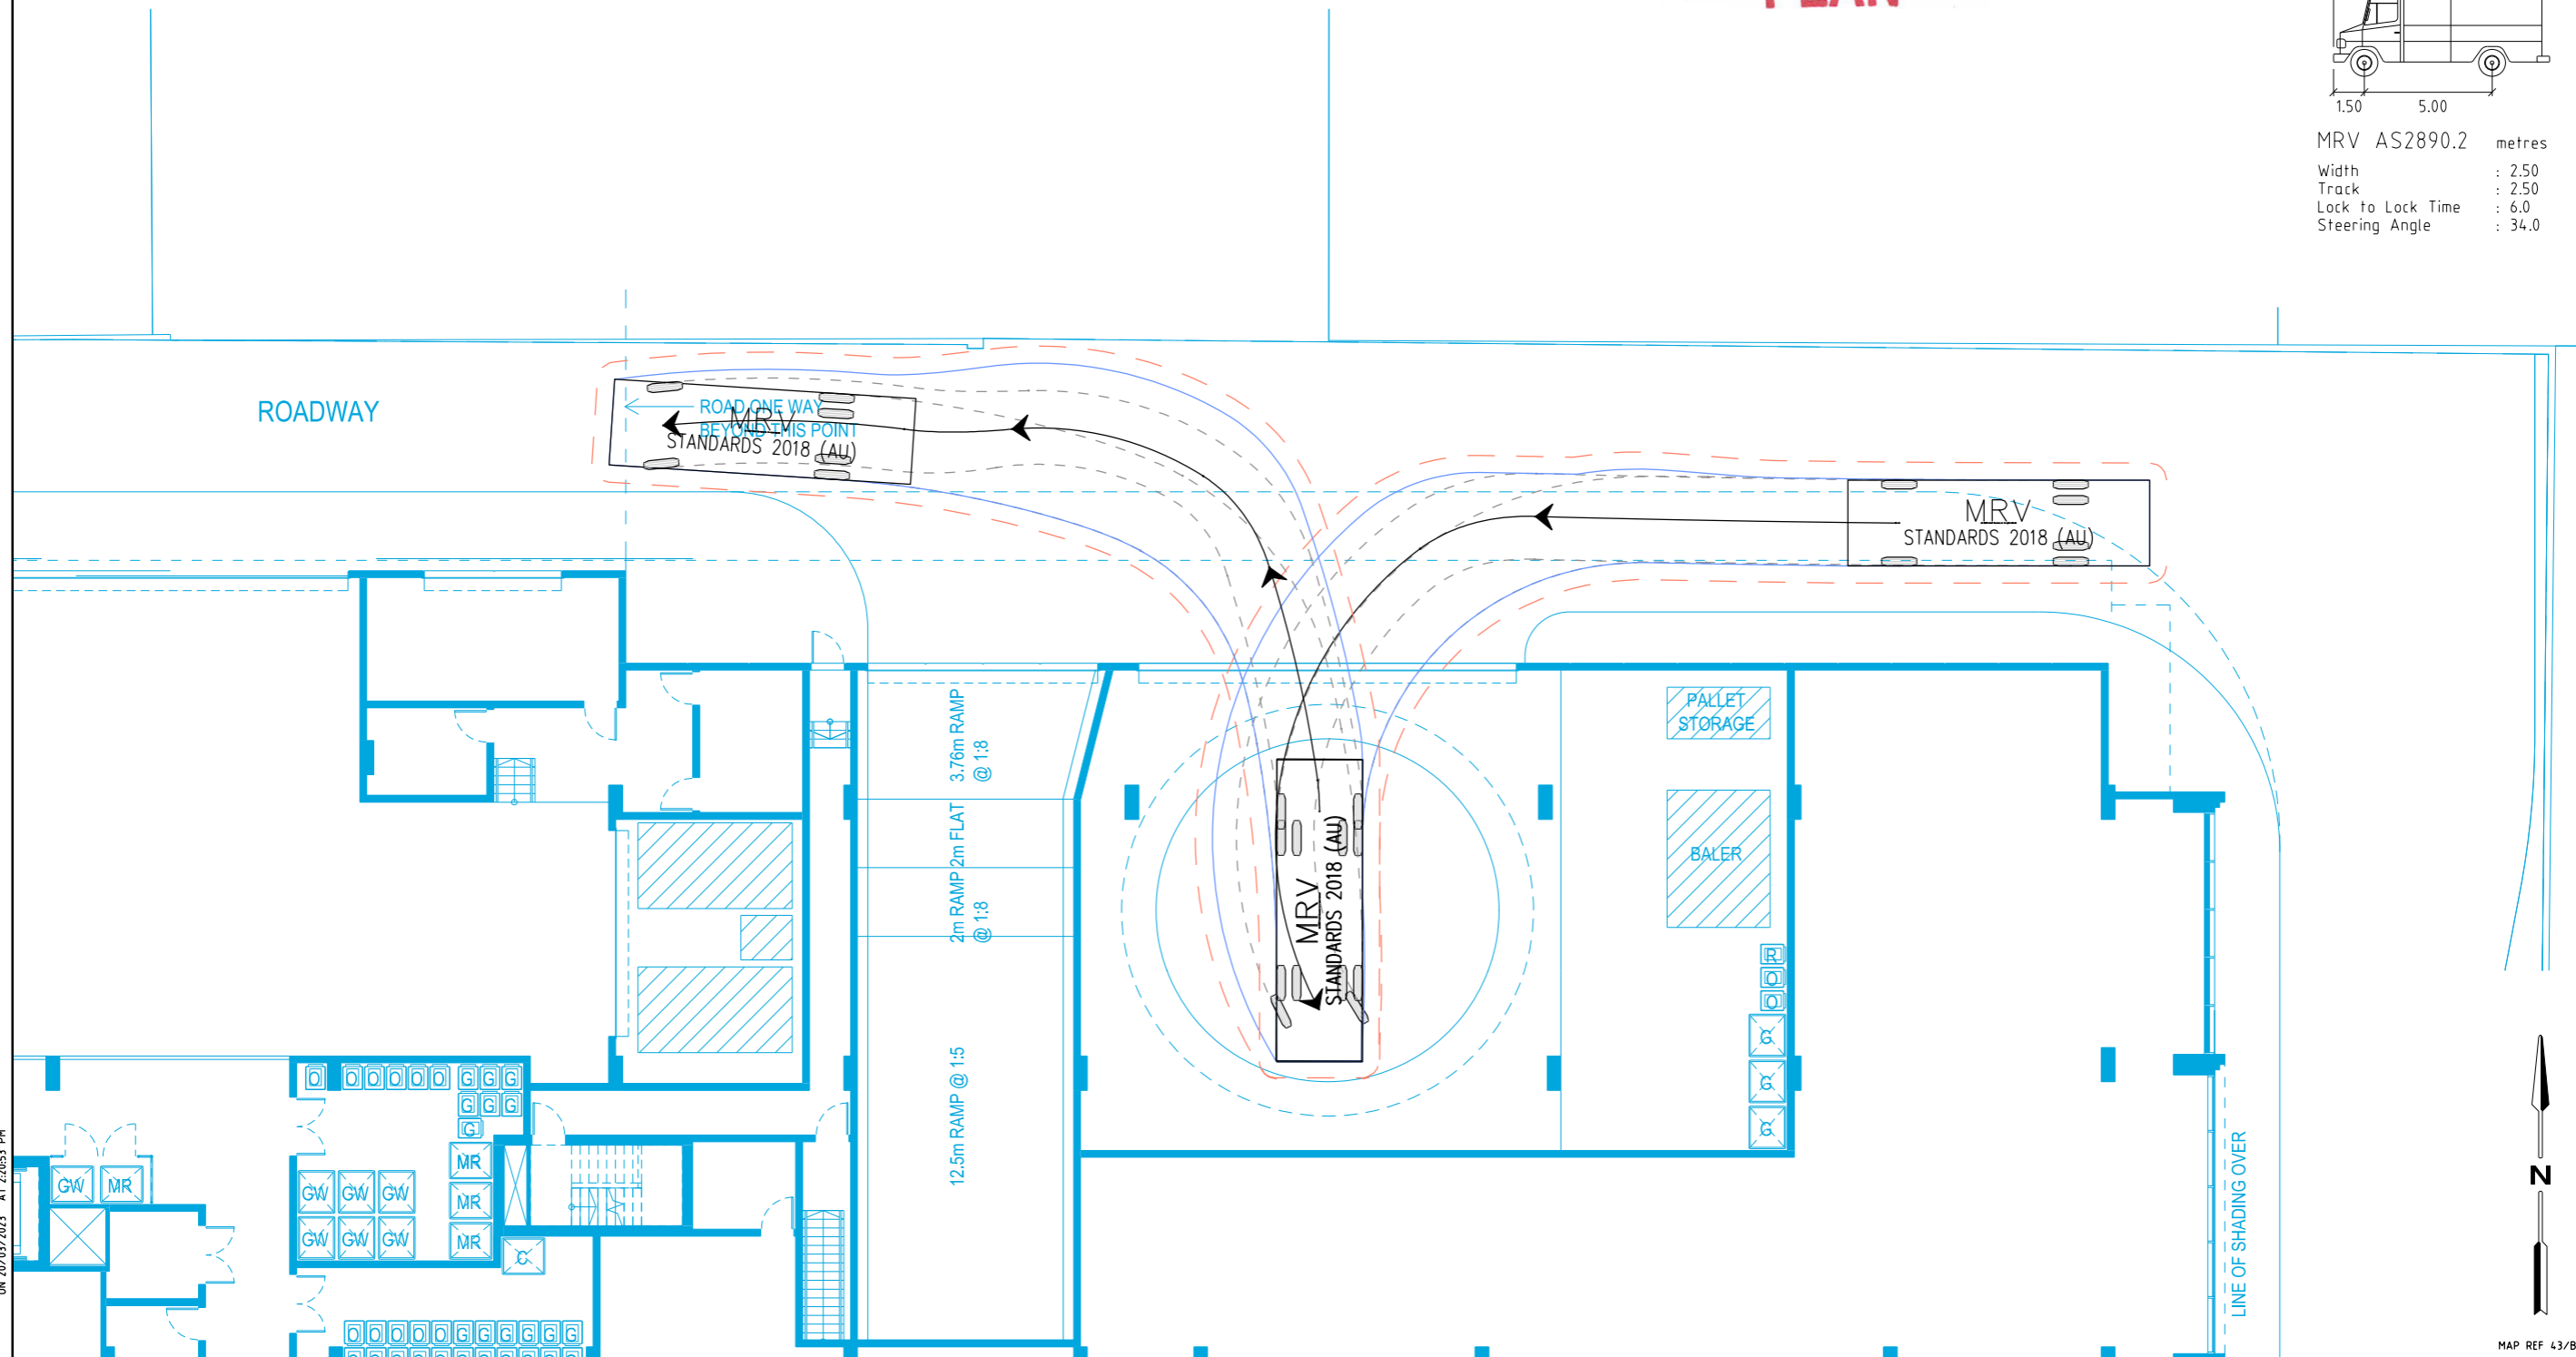 1.50 5.00
MRV AS2890.2 metres
Width : 2.50
Track : 2.50
Lock to Lock Time : 6.0
Steering Angle : 34.0
ROADWAY
ROAD ONE WAY
BEYOND THIS POINT
MRV
STANDARDS 2018 (AU)
MRV
STANDARDS 2018 (AU)
3.76m RAMP
@ 1:8
2m FLAT
2m RAMP
@ 1:8
12.5m RAMP @ 1:5
MRV
STANDARDS 2018 (AU)
PALLET
STORAGE
BALER
R
O
O
G
G
G
O O O O O O G G G
G G G
G
MR
MR
MR
GW MR
GW GW GW
GW GW GW
C
O O O O O G G G G G G
LINE OF SHADING OVER
N
MAP REF 43/B